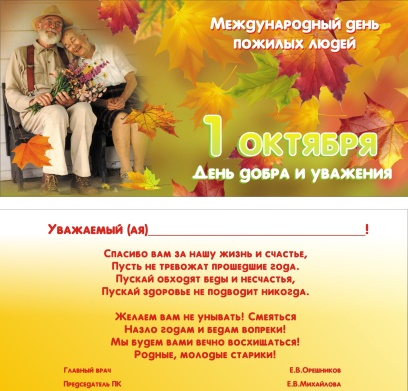 Международный день
пожилых людей
1 октября
День добра и уважения
Уважаемый (ая)______________________________!
Спасибо вам за нашу жизнь и счастье,
Пусть не тревожат прошедшие года.
Пускай обходят беды и несчастья,
Пускай здоровье не подводит никогда.
Желаем вам не унывать! Смеяться
Назло годам и бедам вопреки!
Мы будем вами вечно восхищаться!
Родные, молодые старики!
Главный врач Е.В.Орешников
Председатель ПК Е.В.Михайлова